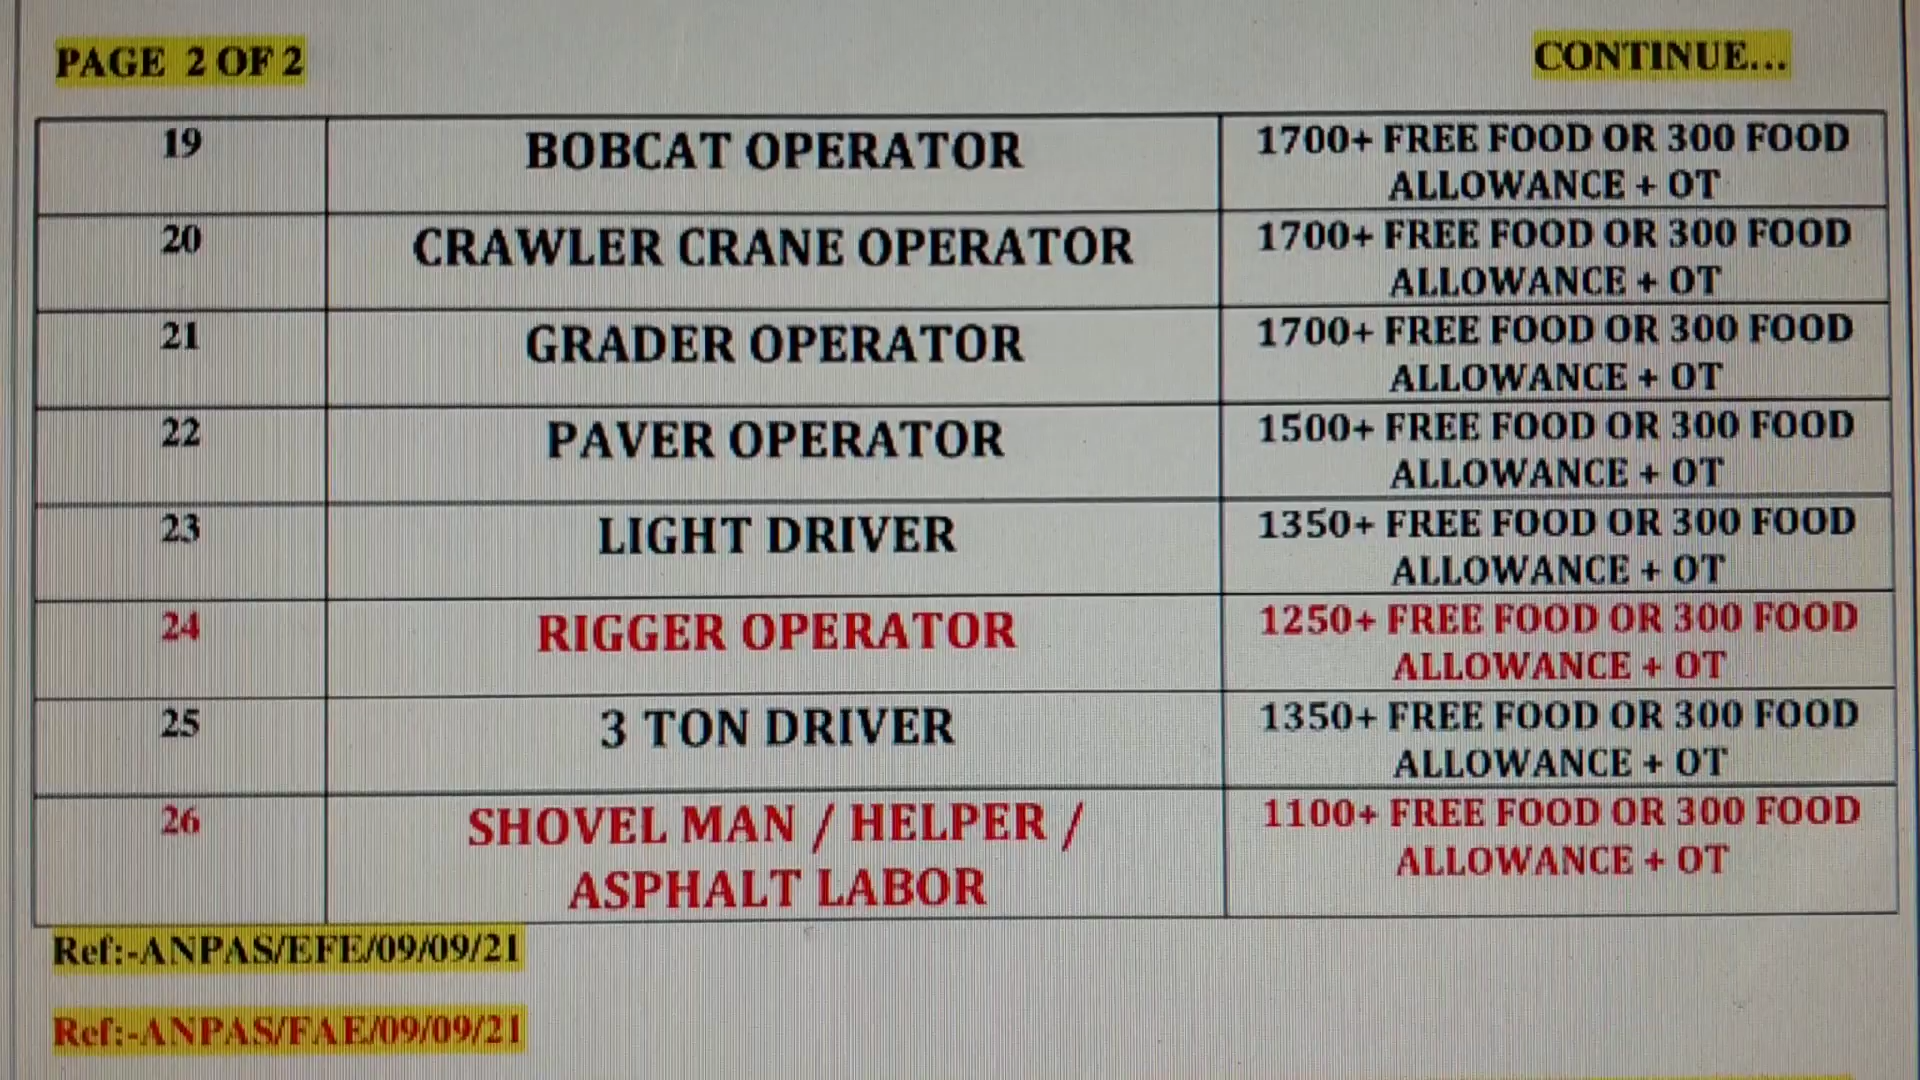 PAGE 2 OF 2
CONTINUE...
19
BOBCAT OPERATOR
1700+ FREE FOOD OR 300 FOOD
ALLOWANCE + OT
20
CRAWLER CRANE OPERATOR
1700+ FREE FOOD OR 300 FOOD
ALLOWANCE + OT
21
GRADER OPERATOR
1700+ FREE FOOD OR 300 FOOD
ALLOWANCE + OT
22
PAVER OPERATOR
1500+ FREE FOOD OR 300 FOOD
ALLOWANCE + OT
23
LIGHT DRIVER
1350+ FREE FOOD OR 300 FOOD
ALLOWANCE + OT
24
RIGGER OPERATOR
1250+ FREE FOOD OR 300 FOOD
ALLOWANCE + OT
25
3 TON DRIVER
1350+ FREE FOOD OR 300 FOOD
ALLOWANCE + OT
26
SHOVEL MAN / HELPER /
ASPHALT LABOR
1100+ FREE FOOD OR 300 FOOD
ALLOWANCE + OT
Ref:-ANPAS/EFE/09/09/21
Ref:-ANPAS/FAE/09/09/21